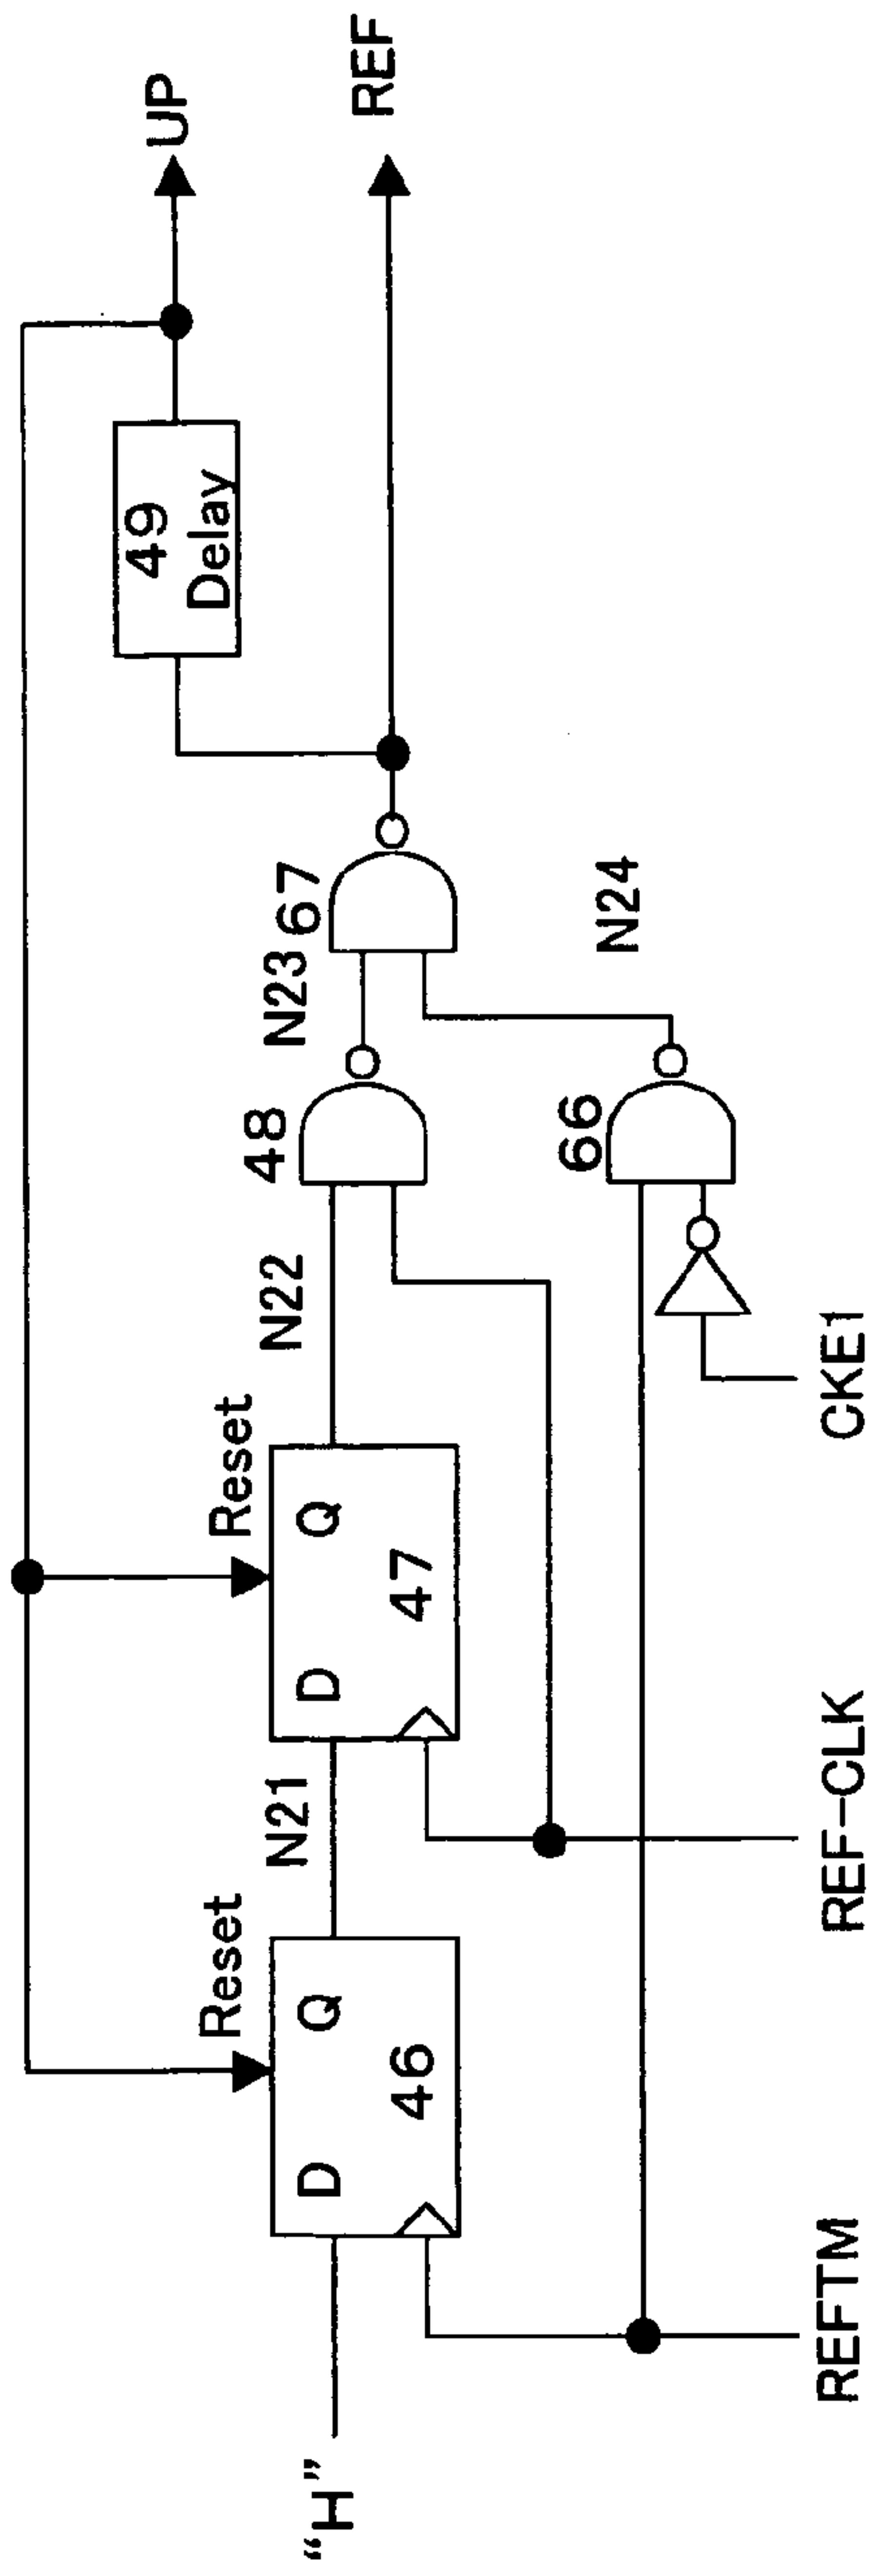 UP
REF
49
Delay
67
N23
N24
48
66
N22
CKE1
Reset
Q
47
D
N21
REF-CLK
Reset
Q
46
D
REFTM
“H”